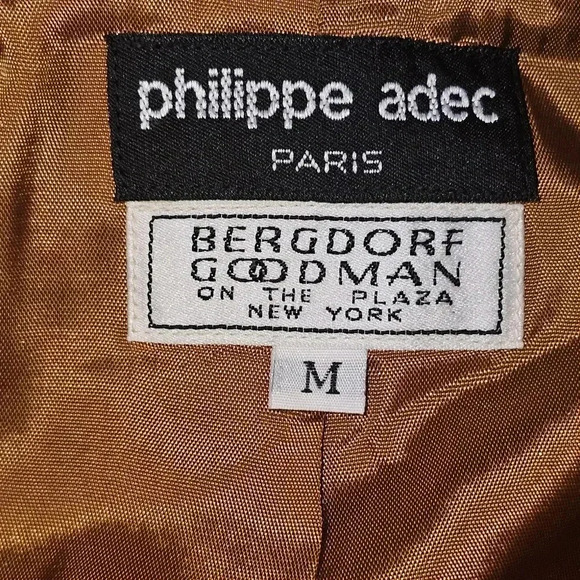 philippe adec
PARIS
BERGDORF
GOODMAN
ON THE PLAZA
NEW YORK
M